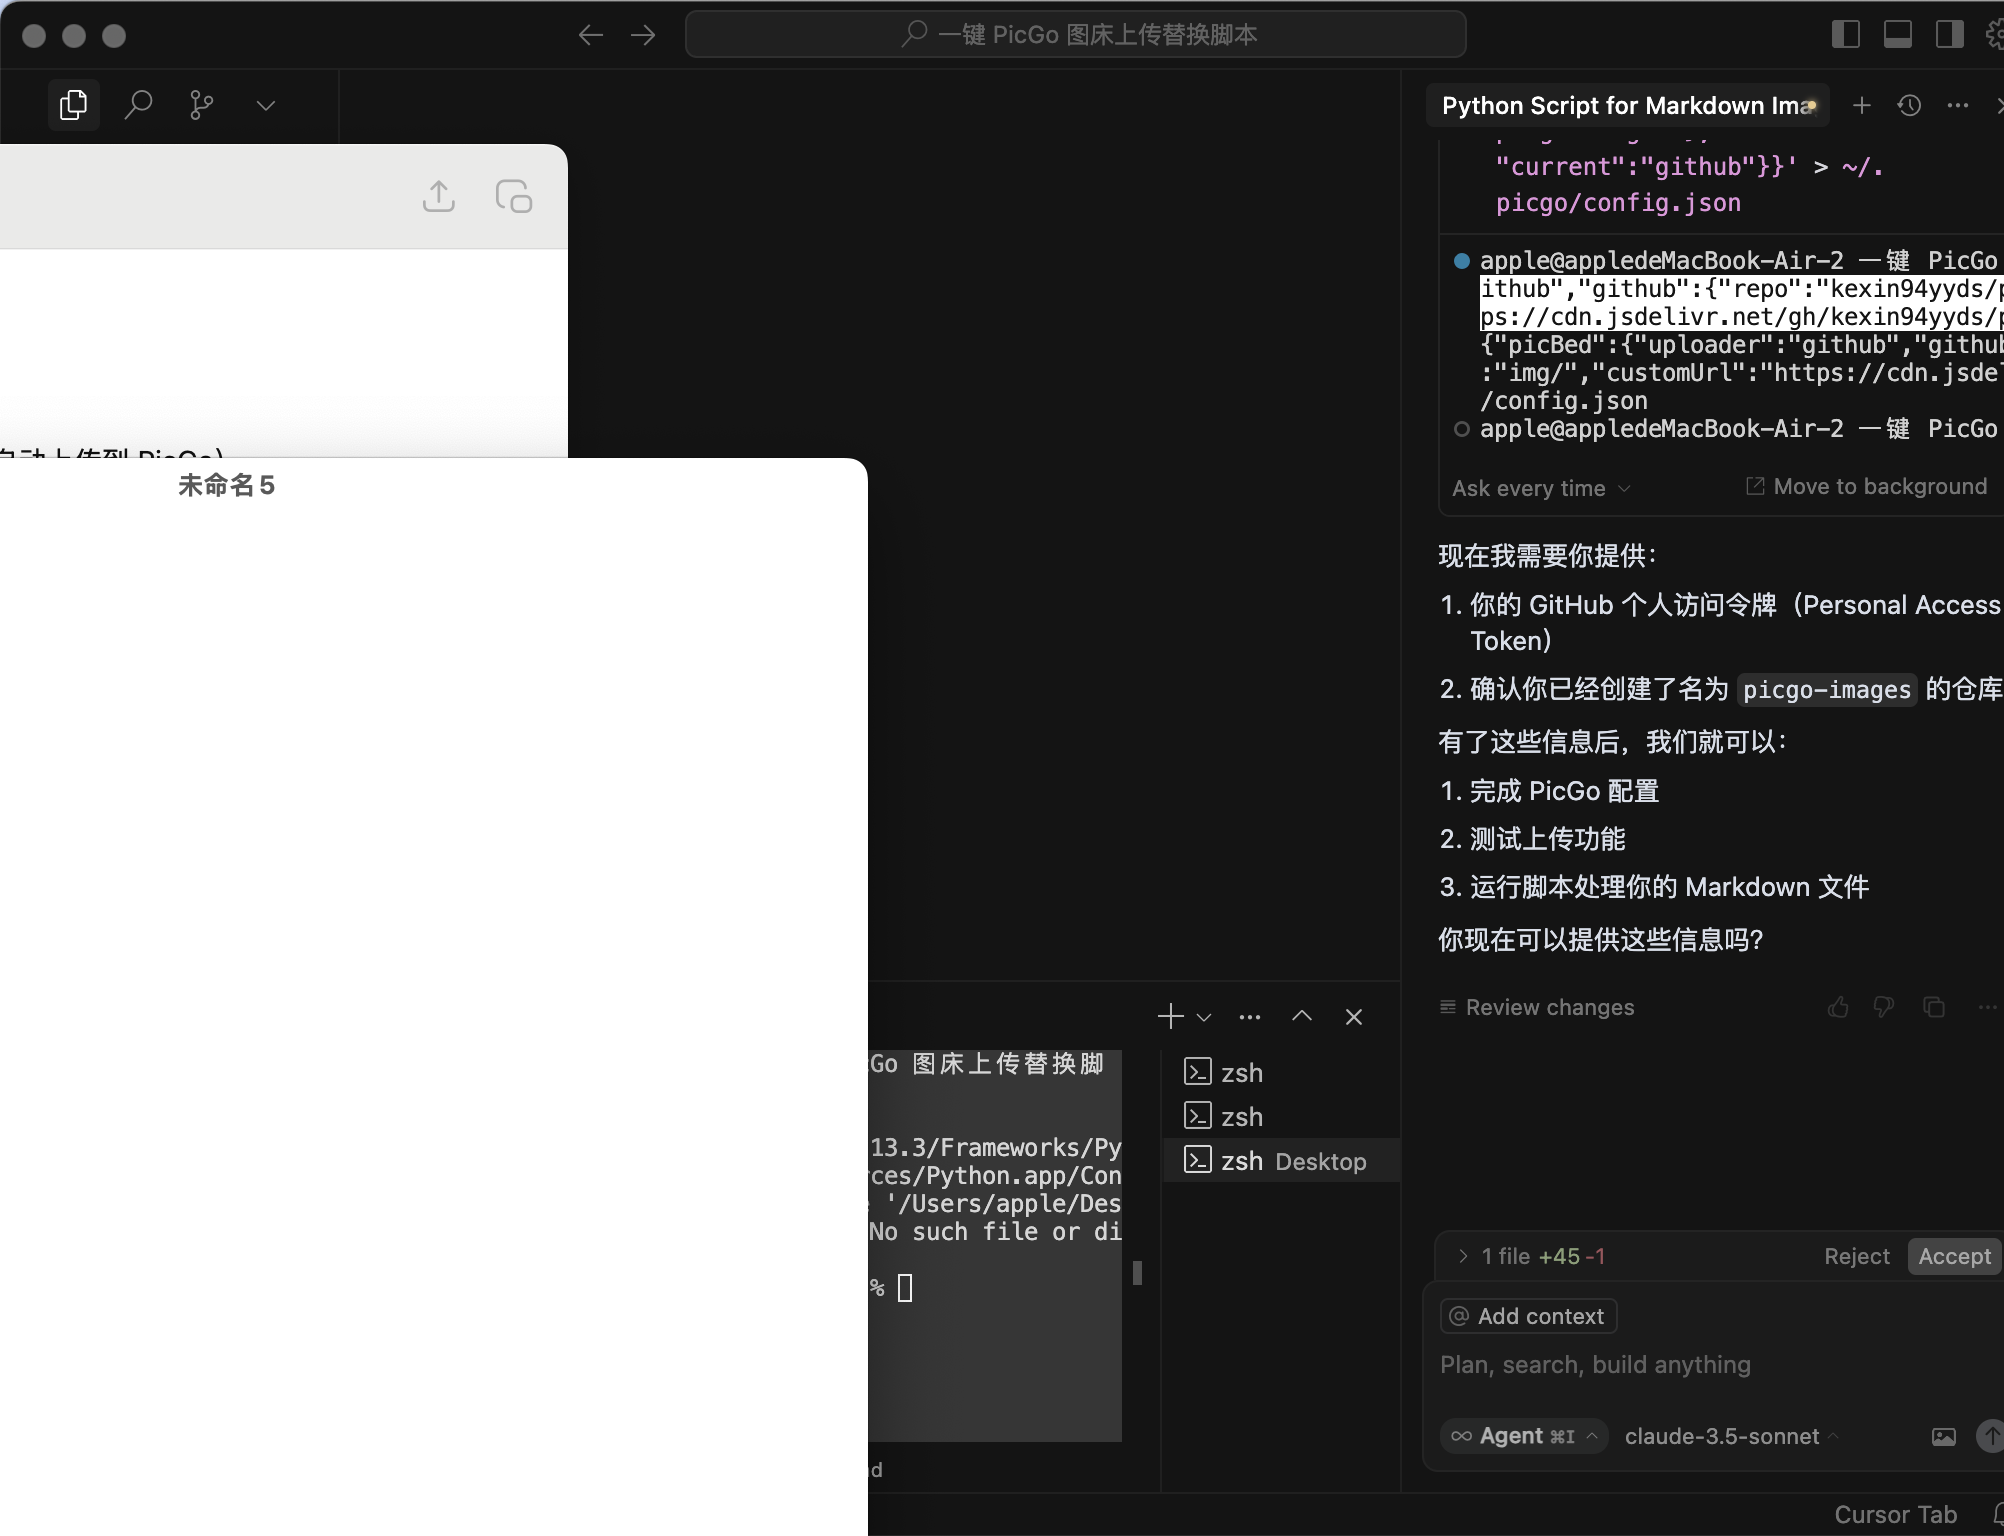 一键 PicGo 图床上传替换脚本
Python Script for Markdown Ima
"current":"github"}}' > ~/.
picgo/config.json
apple@appledeMacBook-Air-2 一键 PicGo
ithub","github":{"repo":"kexin94yyds/p
ps://cdn.jsdelivr.net/gh/kexin94yyds/p
{"picBed":{"uploader":"github","github
:"img/","customUrl":"https://cdn.jsdel
/config.json
apple@appledeMacBook-Air-2 一键 PicGo
Ask every time
Move to background
现在我需要你提供：
1. 你的 GitHub 个人访问令牌（Personal Access
Token）
2. 确认你已经创建了名为 picgo-images 的仓库
有了这些信息后，我们就可以：
1. 完成 PicGo 配置
2. 测试上传功能
3. 运行脚本处理你的 Markdown 文件
你现在可以提供这些信息吗？
Review changes
自动上传到 PicGo)
未命名 5
Go 图床上传替换脚
13.3/Frameworks/Py
ces/Python.app/Con
'/Users/apple/Des
No such file or di
%
zsh
zsh
zsh Desktop
1 file +45 -1
Reject
Accept
@ Add context
Plan, search, build anything
Agent ⌘I
claude-3.5-sonnet
Cursor Tab